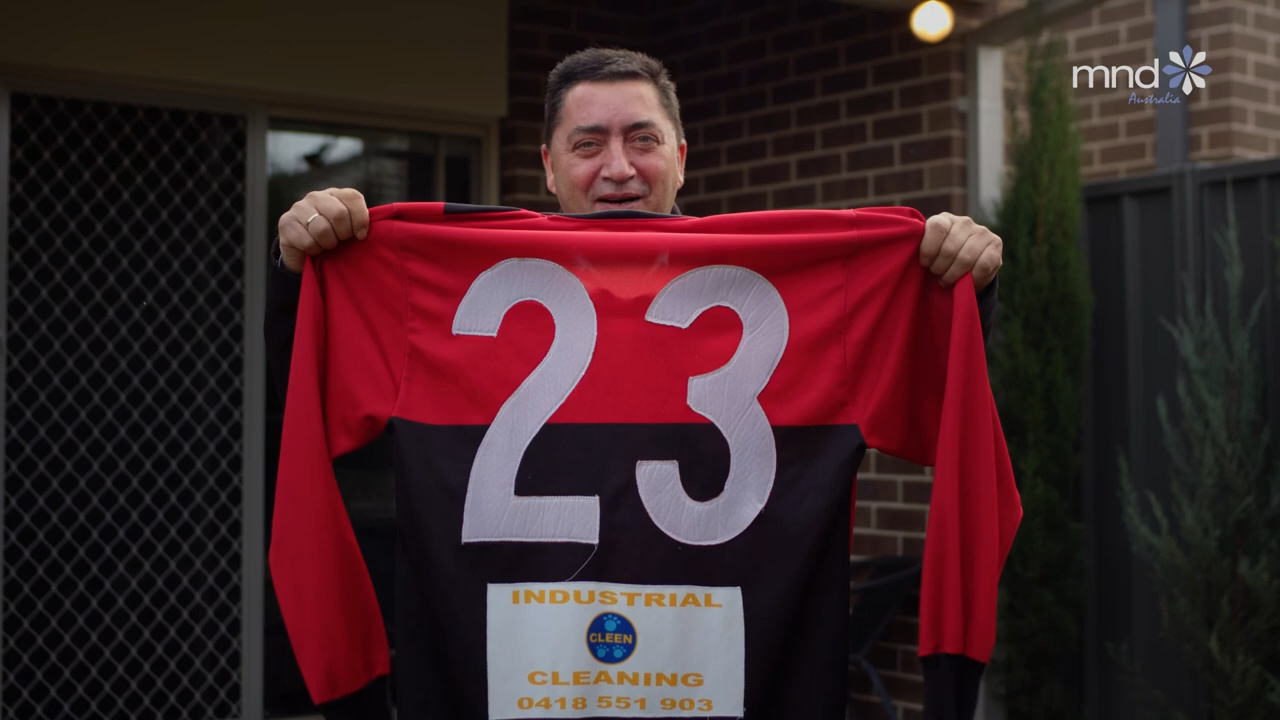 mnd
Australia
23
INDUSTRIAL
CLEEN
CLEANING
0418 551 903